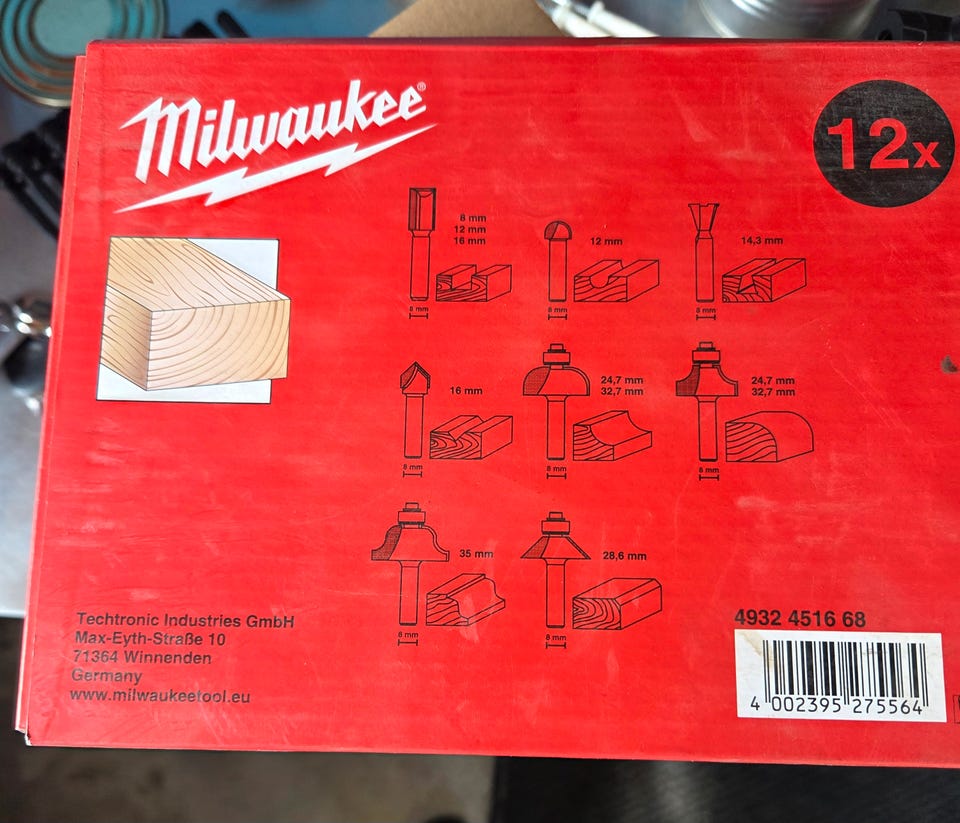 Milwaukee®
12x
8 mm
12 mm
16 mm
8 mm
12 mm
8 mm
14,3 mm
8 mm
16 mm
8 mm
24,7 mm
32,7 mm
8 mm
24,7 mm
32,7 mm
8 mm
35 mm
8 mm
28,6 mm
8 mm
Techtronic Industries GmbH
Max-Eyth-Straße 10
71364 Winnenden
Germany
www.milwaukeetool.eu
4932 4516 68
4 002395 275564